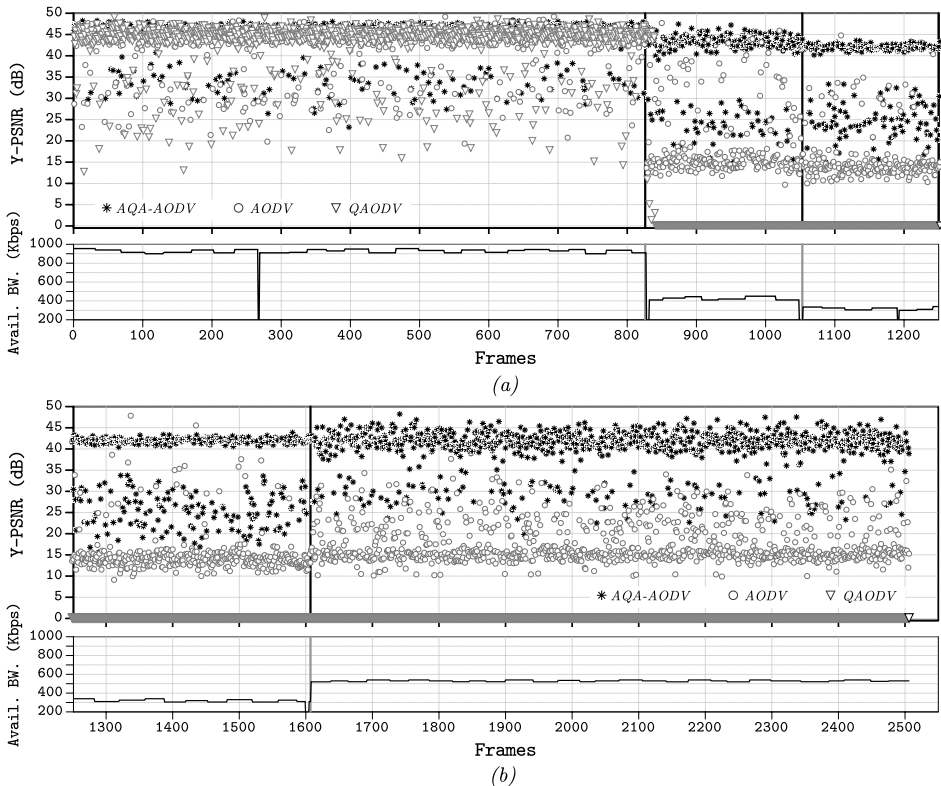 50
45
40
35
30
25
20
15
10
5
0
Y-PSNR (dB)
AQA-AODV AODV QAODV
1000
800
600
400
200
Avail. BW. (Kbps)
0 100 200 300 400 500 600 700 800 900 1000 1100 1200
Frames
(a)
50
45
40
35
30
25
20
15
10
5
0
Y-PSNR (dB)
AQA-AODV AODV QAODV
1000
800
600
400
200
Avail. BW. (Kbps)
1300 1400 1500 1600 1700 1800 1900 2000 2100 2200 2300 2400 2500
Frames
(b)